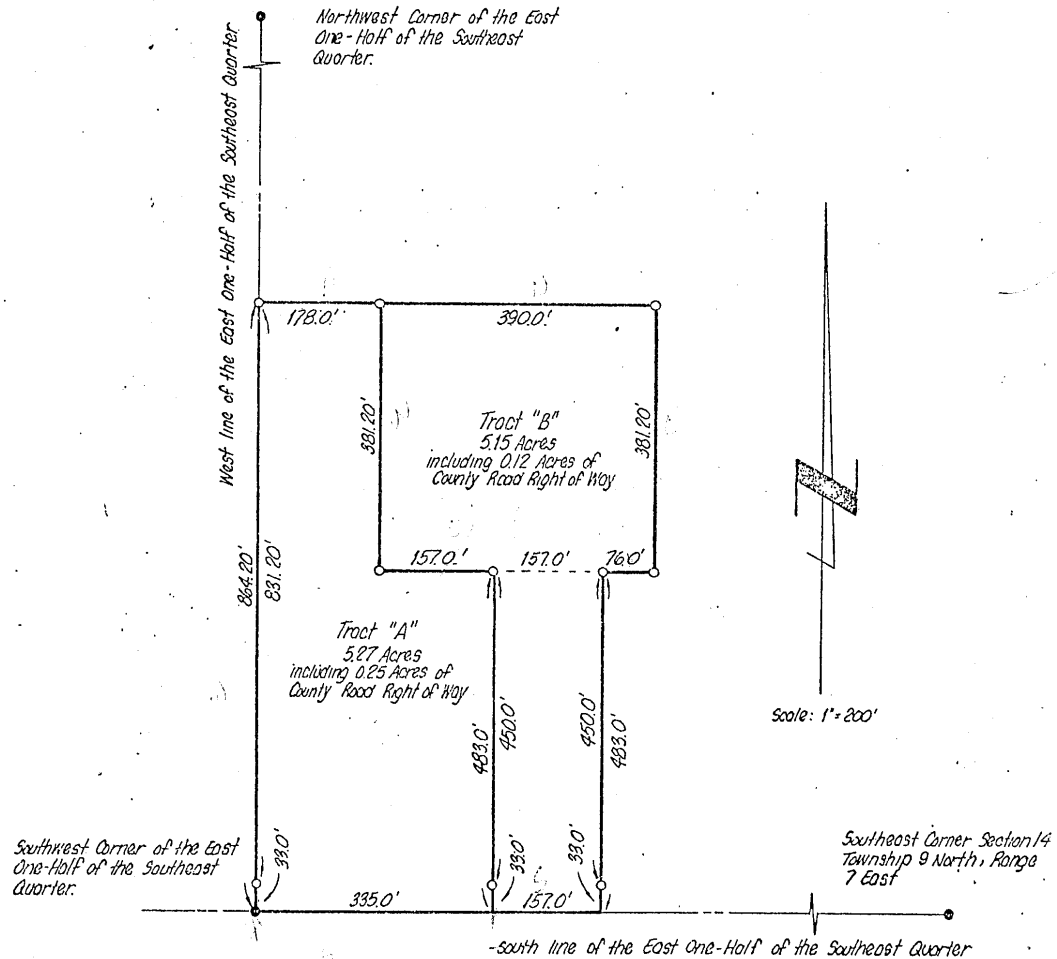 Northwest Corner of the East
One-Half of the Southeast
Quarter.
West line of the East One-Half of the Southeast Quarter
178.0'
390.0'
381.20'
381.20'
Tract "B"
5.15 Acres
including 0.12 Acres of
County Road Right of Way
157.0'
157.0'
76.0'
864.20'
831.20'
Tract "A"
5.27 Acres
including 0.25 Acres of
County Road Right of Way
483.0'
450.0'
450.0'
483.0'
Scale: 1"=200'
Southwest Corner of the East
One-Half of the Southeast
Quarter.
33.0'
33.0'
33.0'
Southeast Corner Section 14
Township 9 North, Range
7 East
335.0'
157.0'
-south line of the East One-Half of the Southeast Quarter